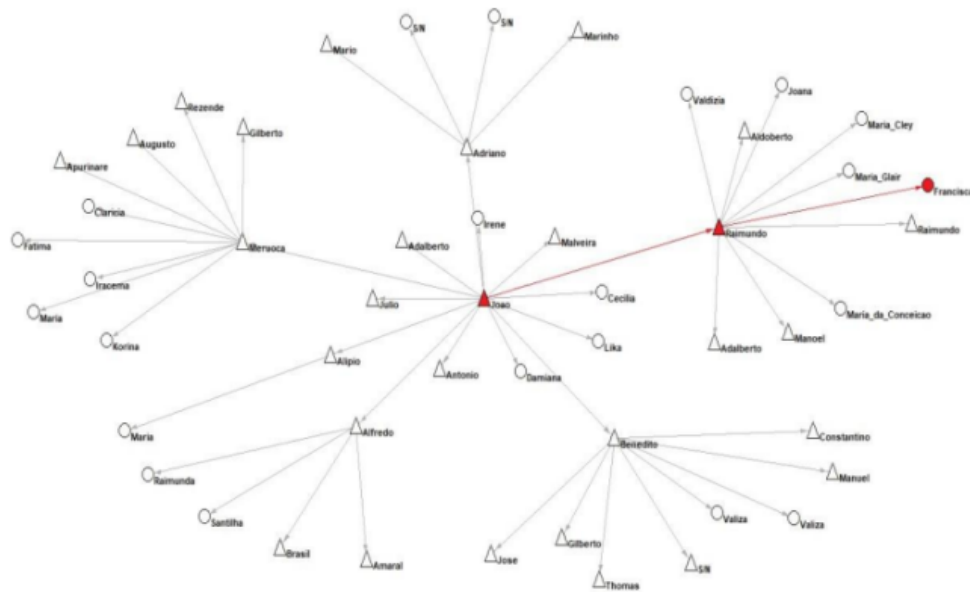 S/N
S/N
Mario
Marinho
Joana
Valdizia
Rezende
Maria_Cley
Gilberto
Aldoberto
Augusto
Adriano
Apurinare
Maria_Glair
Francisca
Claricia
Irene
Raimundo
Raimundo
Fatima
Meruoca
Adalberto
Malveira
Iracema
Cecilia
Julio
Joao
Maria
Maria_da_Conceicao
Korina
Lika
Manoel
Adalberto
Alipio
Antonio
Damiana
Maria
Alfredo
Constantino
Benedito
Raimunda
Manuel
Santilha
Valiza
Valiza
Gilberto
Brasil
Jose
Amaral
S/N
Thomas